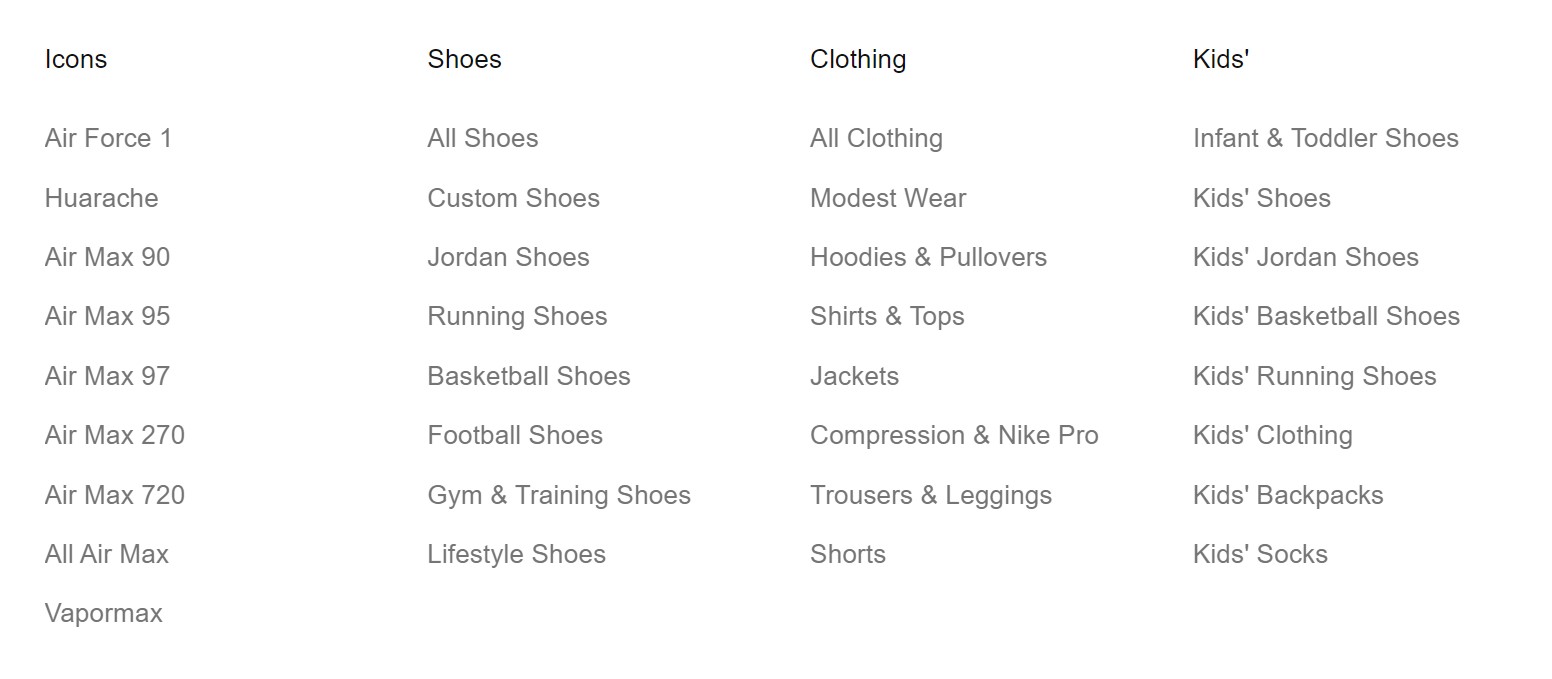 Icons
Air Force 1
Huarache
Air Max 90
Air Max 95
Air Max 97
Air Max 270
Air Max 720
All Air Max
Vapormax
Shoes
All Shoes
Custom Shoes
Jordan Shoes
Running Shoes
Basketball Shoes
Football Shoes
Gym & Training Shoes
Lifestyle Shoes
Clothing
All Clothing
Modest Wear
Hoodies & Pullovers
Shirts & Tops
Jackets
Compression & Nike Pro
Trousers & Leggings
Shorts
Kids'
Infant & Toddler Shoes
Kids' Shoes
Kids' Jordan Shoes
Kids' Basketball Shoes
Kids' Running Shoes
Kids' Clothing
Kids' Backpacks
Kids' Socks